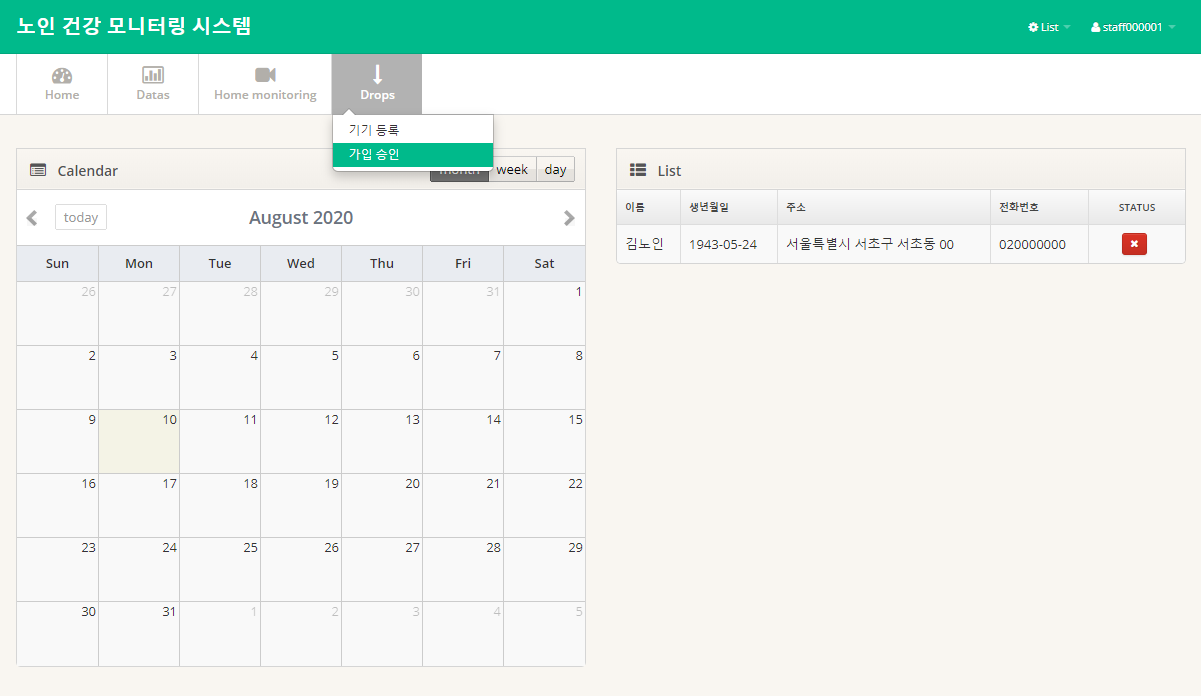 노인 건강 모니터링 시스템
List
staff000001
Home
Datas
Home monitoring
Drops
기기 등록
가입 승인
Calendar
month
week
day
today
August 2020
Sun Mon Tue Wed Thu Fri Sat
26 27 28 29 30 31 1
2 3 4 5 6 7 8
9 10 11 12 13 14 15
16 17 18 19 20 21 22
23 24 25 26 27 28 29
30 31 1 2 3 4 5
List
이름 생년월일 주소 전화번호 STATUS
김노인 1943-05-24 서울특별시 서초구 서초동 00 020000000